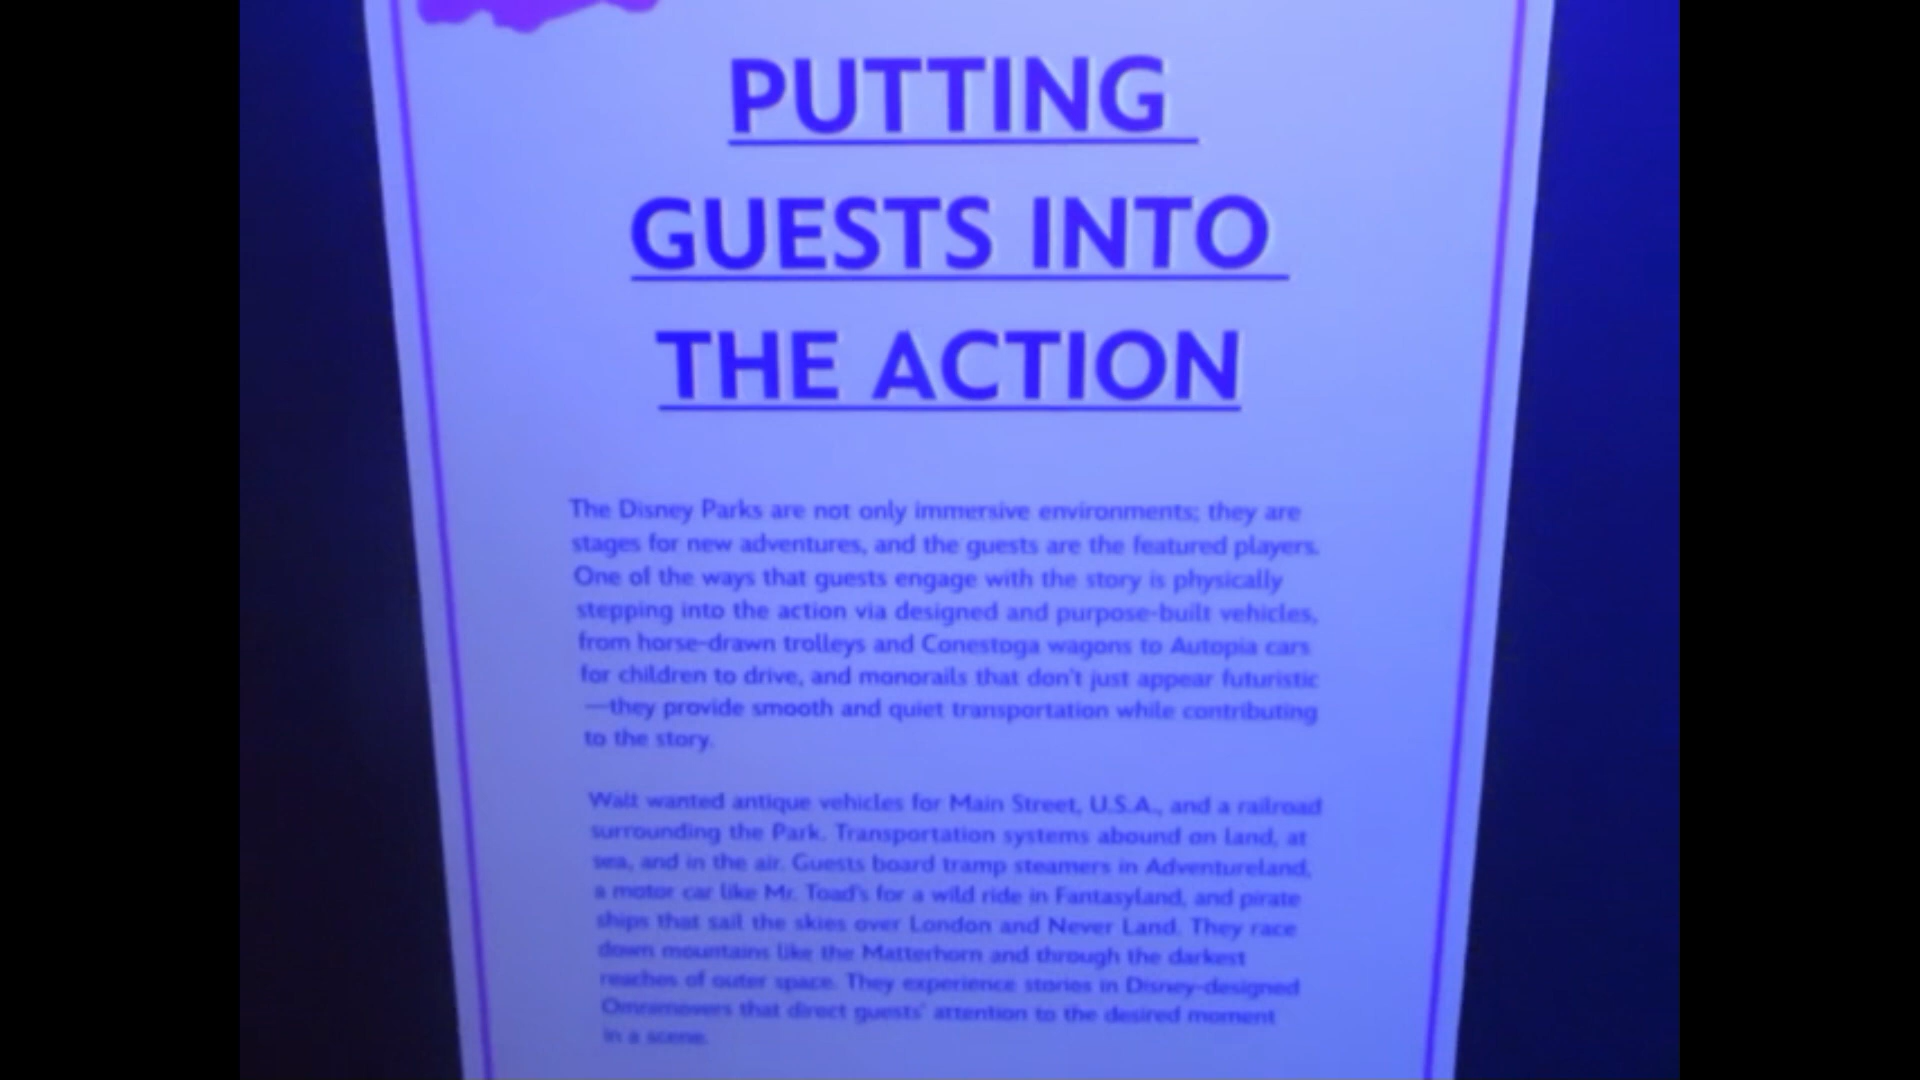 PUTTING
GUESTS INTO
THE ACTION
The Disney Parks are not only immersive environments; they are
stages for new adventures, and the guests are the featured players.
One of the ways that guests engage with the story is physically
stepping into the action via designed and purpose-built vehicles,
from horse-drawn trolleys and Conestoga wagons to Autopia cars
for children to drive, and monorails that don't just appear futuristic
—they provide smooth and quiet transportation while contributing
to the story.
Walt wanted antique vehicles for Main Street, U.S.A., and a railroad
surrounding the Park. Transportation systems abound on land, at
sea, and in the air. Guests board tramp steamers in Adventureland,
a motor car like Mr. Toad's for a wild ride in Fantasyland, and pirate
ships that sail the skies over London and Never Land. They race
down mountains like the Matterhorn and through the darkest
reaches of outer space. They experience stories in Disney-designed
Omnimovers that direct guests' attention to the desired moment
in a scene.